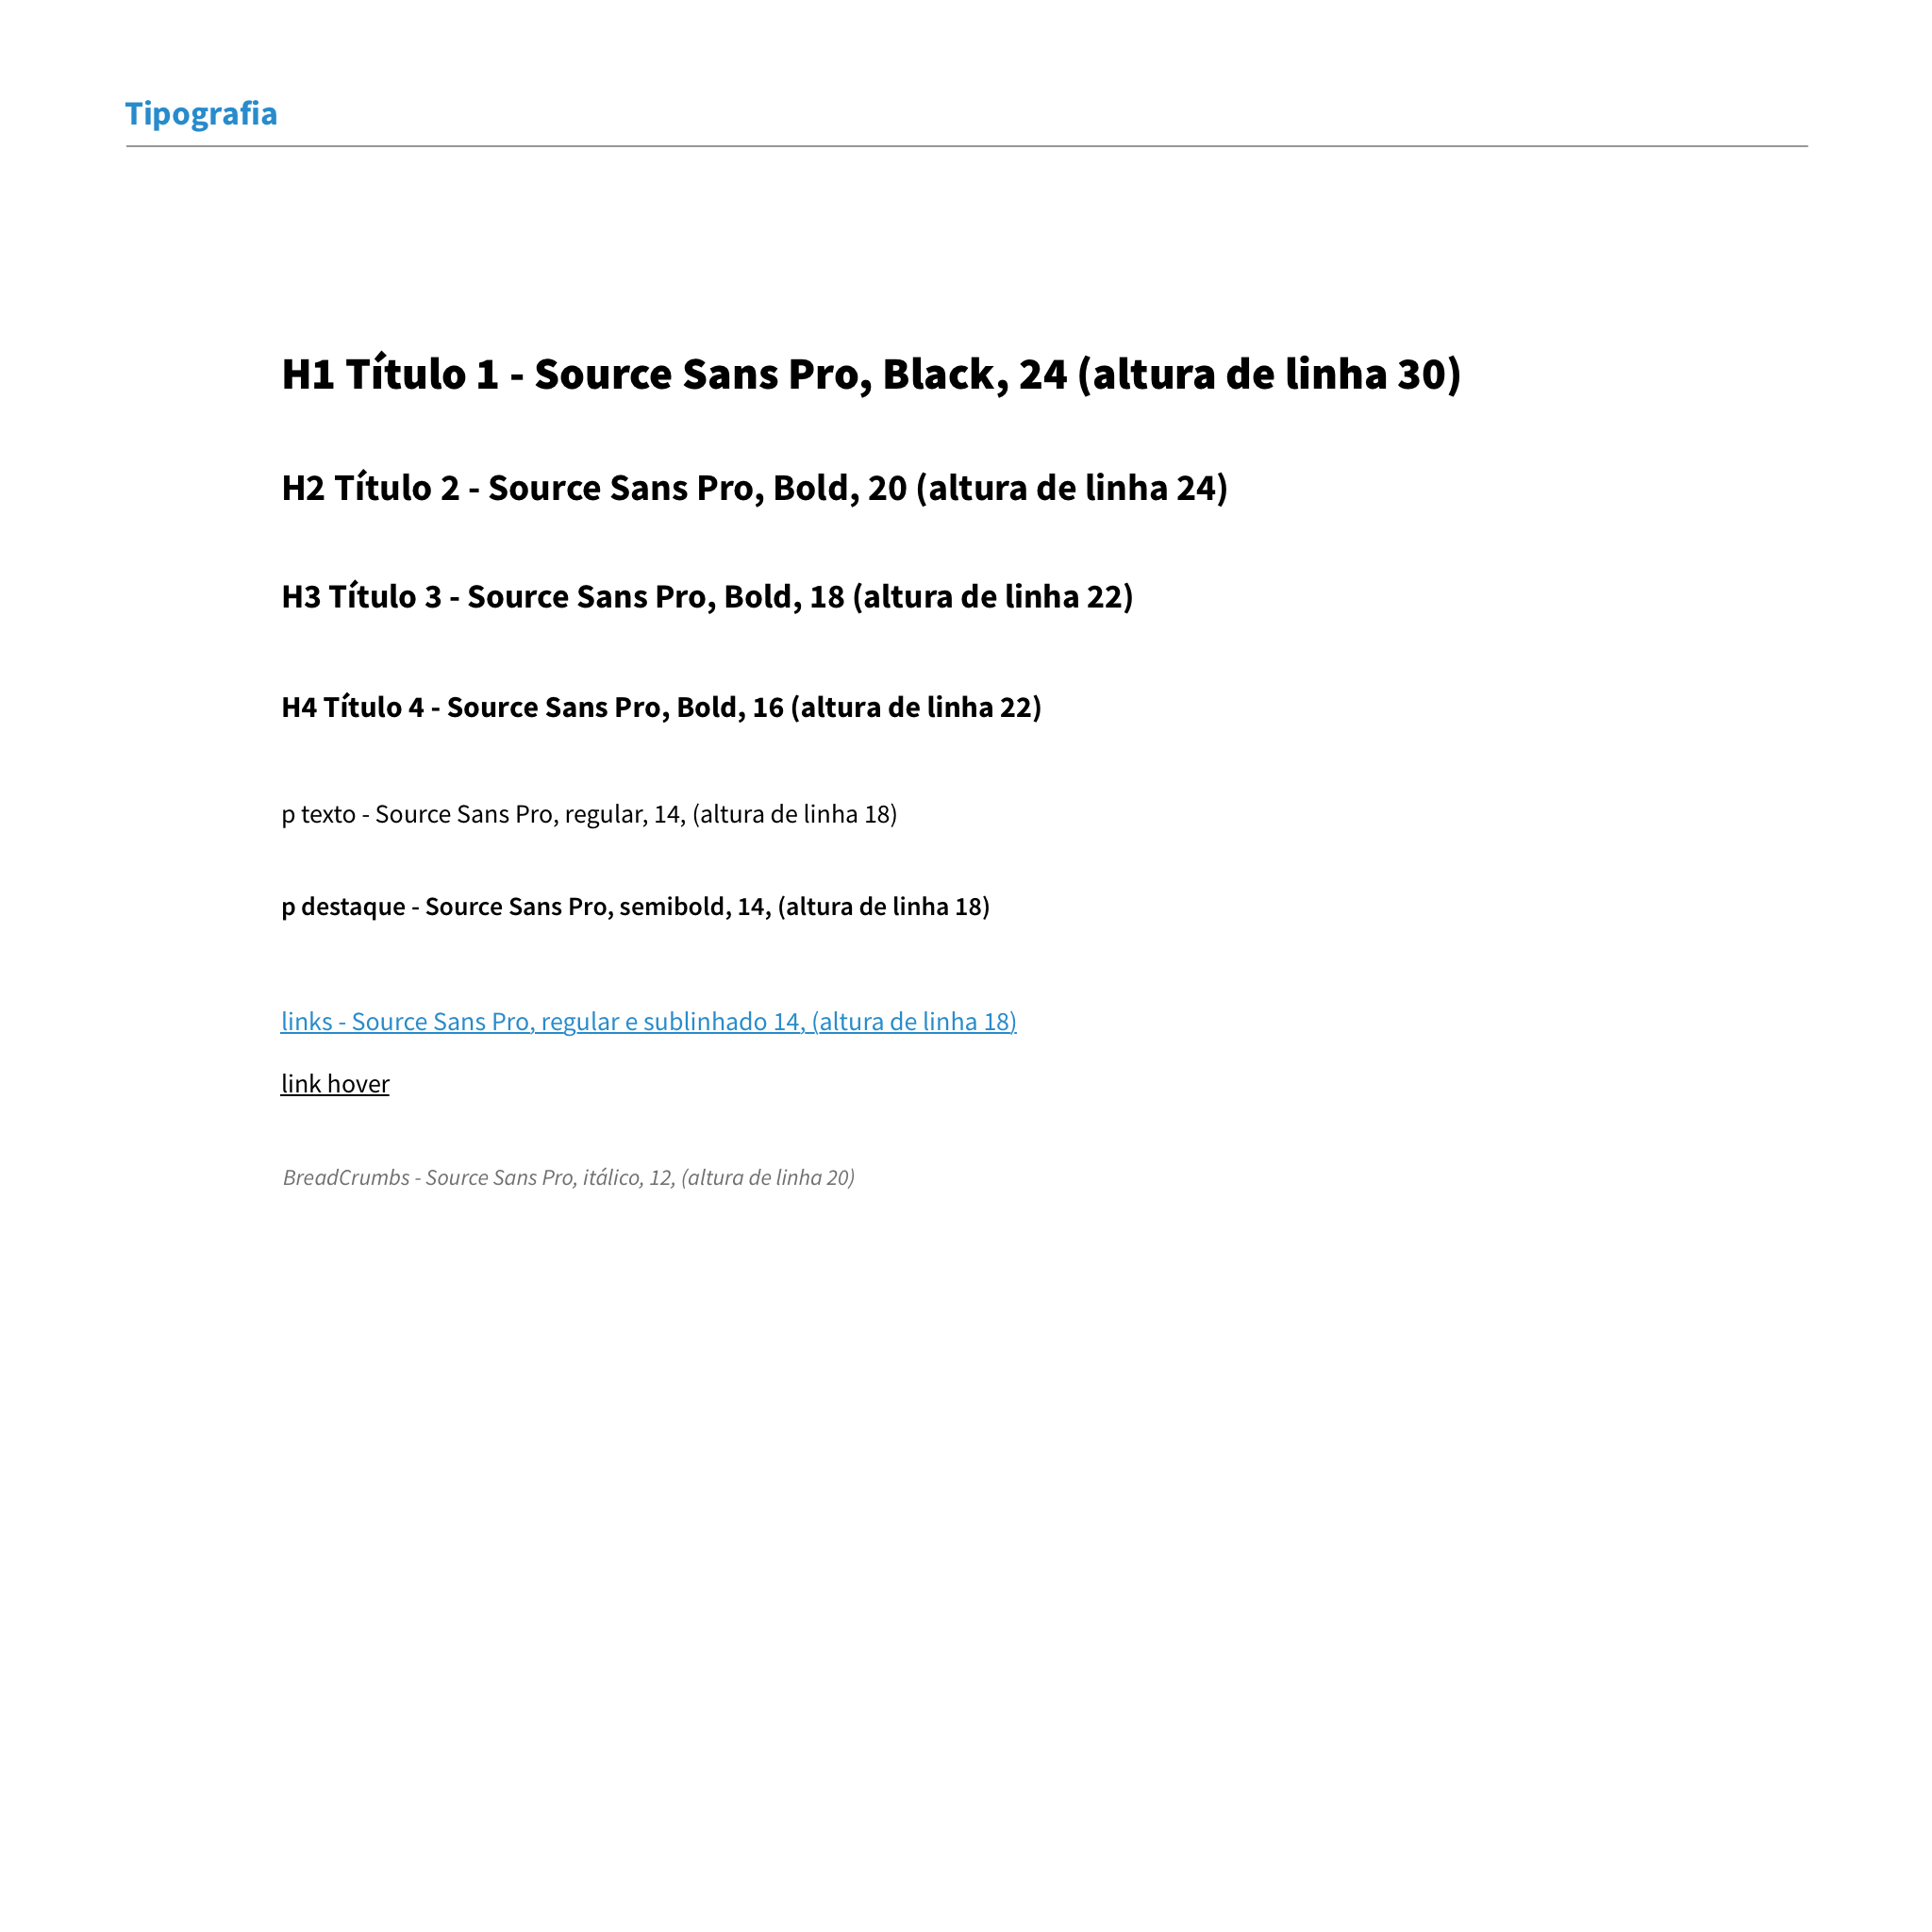 Tipografia
H1 Título 1 - Source Sans Pro, Black, 24 (altura de linha 30)
H2 Título 2 - Source Sans Pro, Bold, 20 (altura de linha 24)
H3 Título 3 - Source Sans Pro, Bold, 18 (altura de linha 22)
H4 Título 4 - Source Sans Pro, Bold, 16 (altura de linha 22)
p texto - Source Sans Pro, regular, 14, (altura de linha 18)
p destaque - Source Sans Pro, semibold, 14, (altura de linha 18)
links - Source Sans Pro, regular e sublinhado 14, (altura de linha 18)
link hover
BreadCrumbs - Source Sans Pro, itálico, 12, (altura de linha 20)